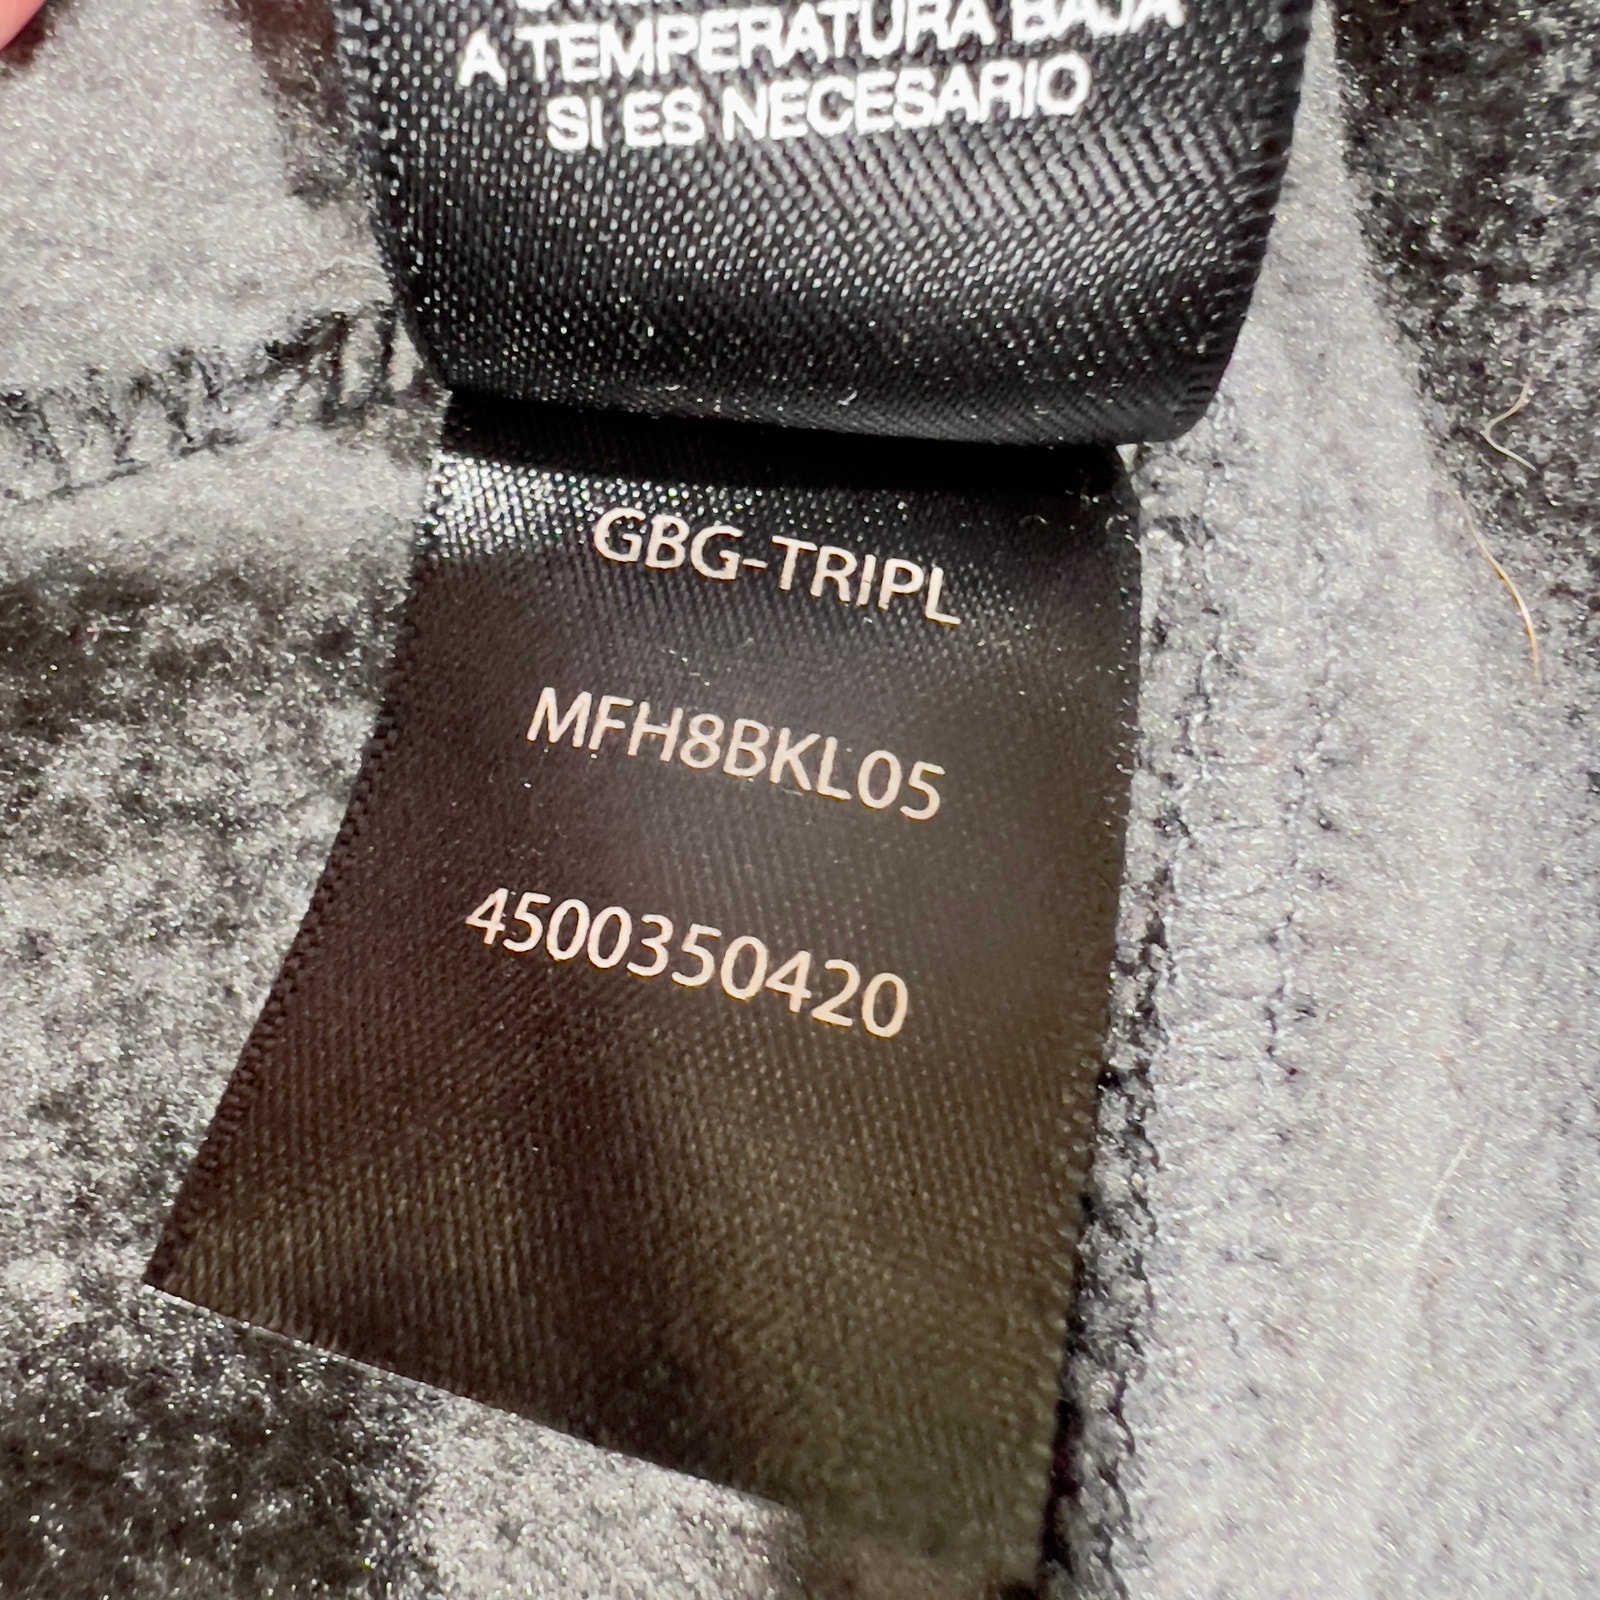 A TEMPERATURA BAJA
SI ES NECESARIO
GBG-TRIPL
MFH8BKL05
4500350420